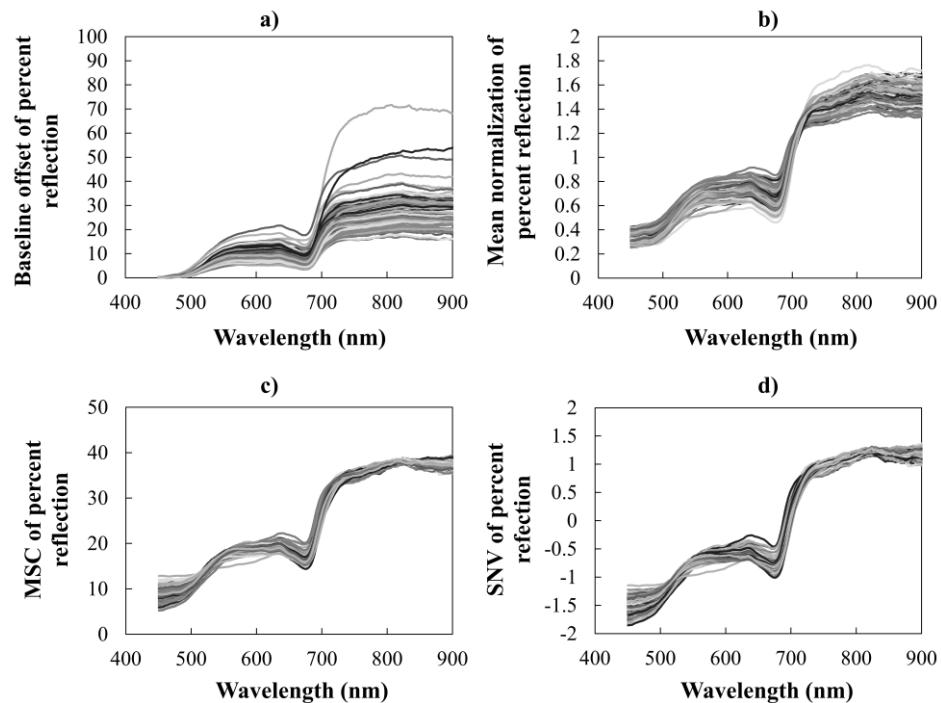 a)
100
90
80
70
60
50
40
30
20
10
0
400 500 600 700 800 900
Baseline offset of percent
reflection
Wavelength (nm)
b)
2
1.8
1.6
1.4
1.2
1
0.8
0.6
0.4
0.2
0
400 500 600 700 800 900
Mean normalization of
percent reflection
Wavelength (nm)
c)
50
40
30
20
10
0
400 500 600 700 800 900
MSC of percent
reflection
Wavelength (nm)
d)
2
1.5
1
0.5
0
-0.5
-1
-1.5
-2
400 500 600 700 800 900
SNV of percent
refection
Wavelength (nm)